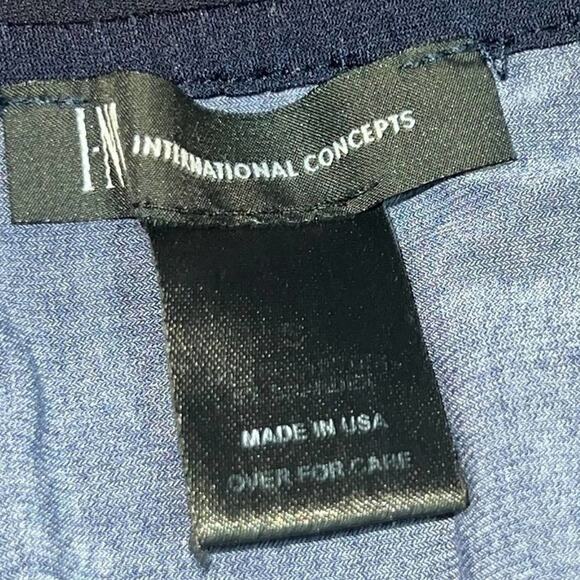 I·N INTERNATIONAL CONCEPTS
S
MADE IN USA
OVER FOR CARE